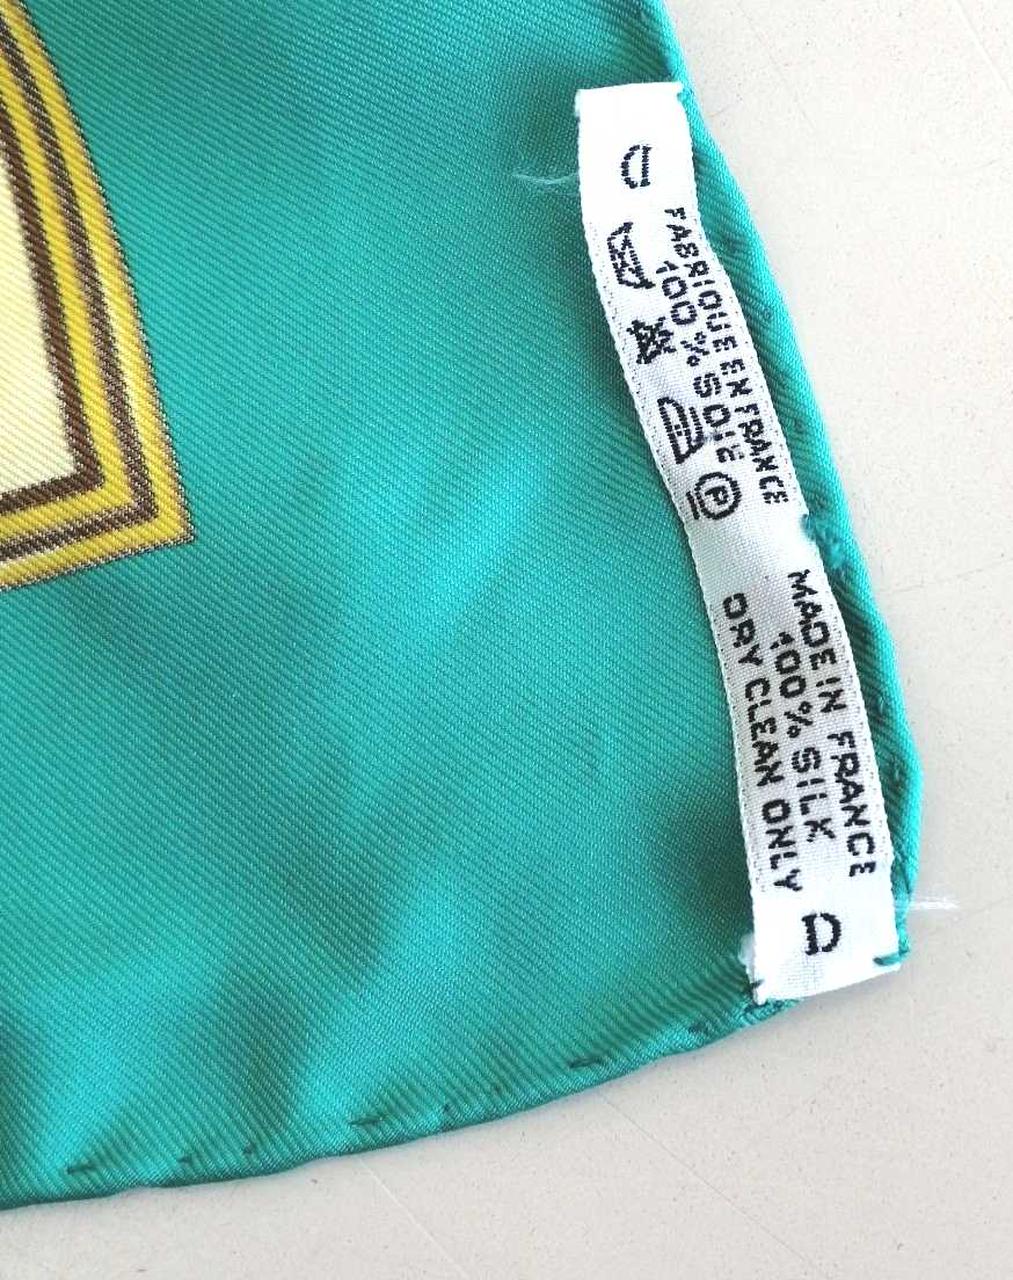 D
FABRIQUE EN FRANCE
100 % SOIE
P
MADE IN FRANCE
100 % SILK
DRY CLEAN ONLY
D